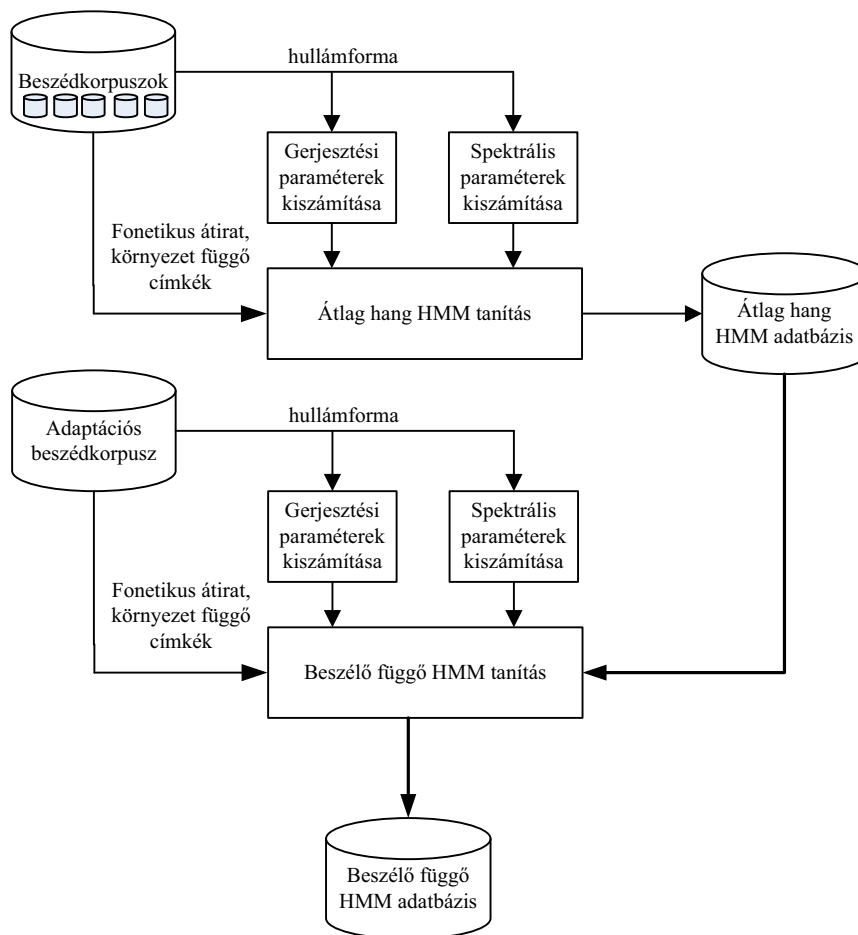 hullámforma
Beszédkorpuszok
Gerjesztési
paraméterek
kiszámítása
Spektrális
paraméterek
kiszámítása
Fonetikus átirat,
környezet függő
címkék
Átlag hang HMM tanítás
Átlag hang
HMM adatbázis
hullámforma
Adaptációs
beszédkorpusz
Gerjesztési
paraméterek
kiszámítása
Spektrális
paraméterek
kiszámítása
Fonetikus átirat,
környezet függő
címkék
Beszélő függő HMM tanítás
Beszélő függő
HMM adatbázis